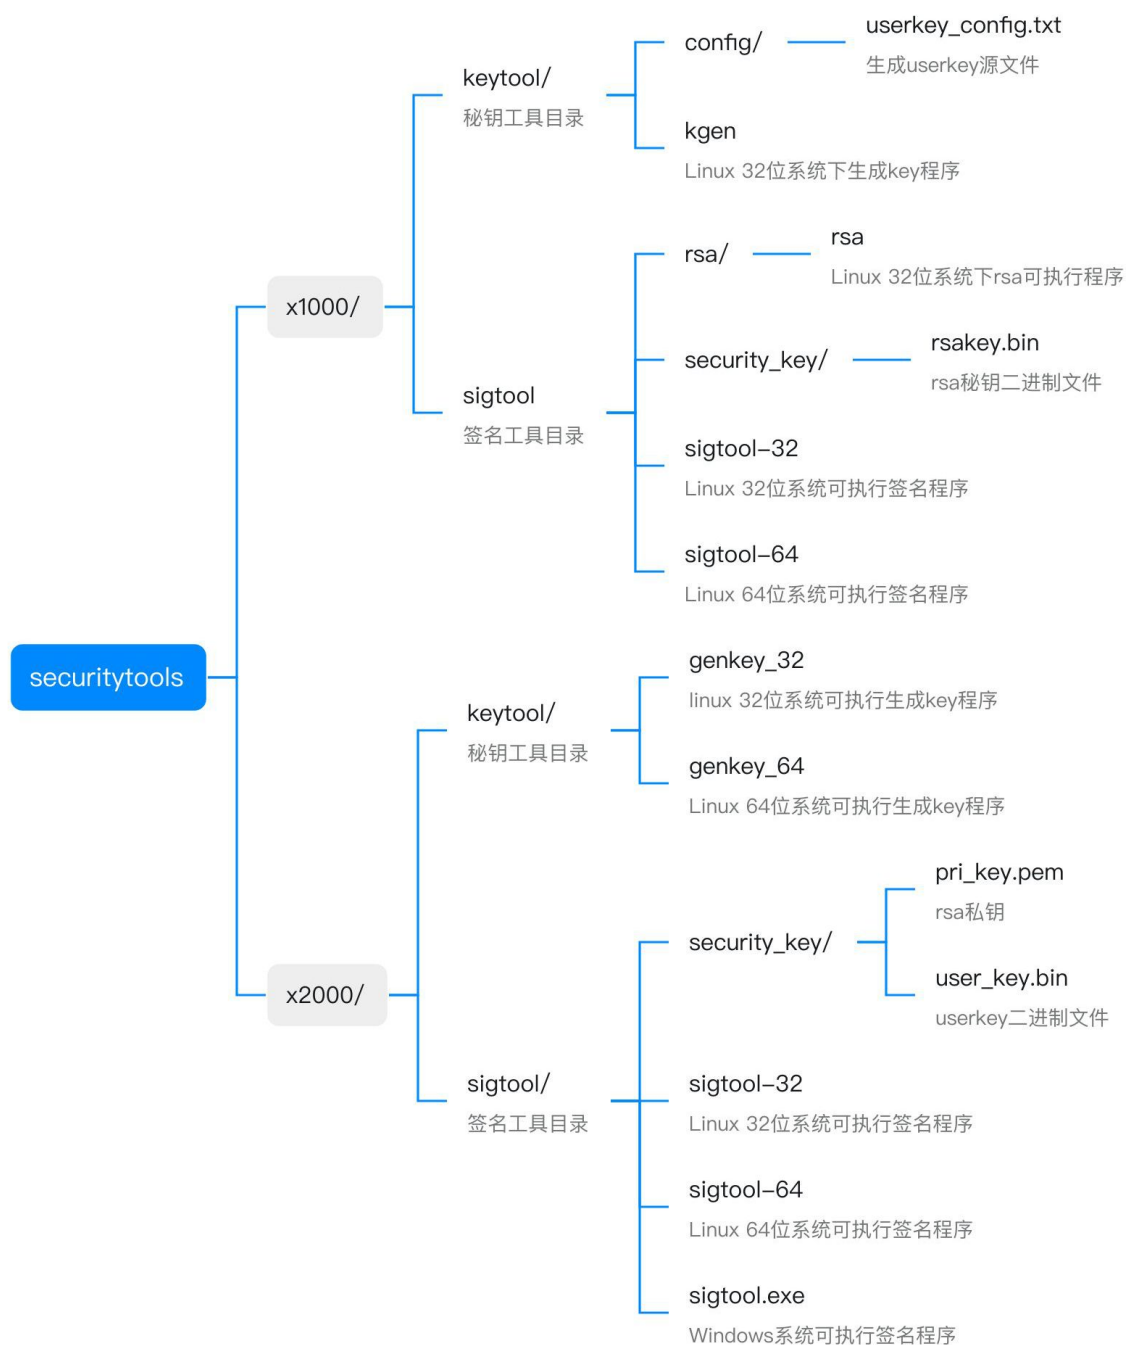 userkey_config.txt
config/
生成userkey源文件
keytool/
秘钥工具目录
kgen
Linux 32位系统下生成key程序
rsa
rsa/
Linux 32位系统下rsa可执行程序
x1000/
rsakey.bin
security_key/
rsa秘钥二进制文件
sigtool
签名工具目录
sigtool-32
Linux 32位系统可执行签名程序
sigtool-64
Linux 64位系统可执行签名程序
securitytools
genkey_32
linux 32位系统可执行生成key程序
keytool/
秘钥工具目录
genkey_64
Linux 64位系统可执行生成key程序
pri_key.pem
rsa私钥
security_key/
user_key.bin
userkey二进制文件
x2000/
sigtool/
签名工具目录
sigtool-32
Linux 32位系统可执行签名程序
sigtool-64
Linux 64位系统可执行签名程序
sigtool.exe
Windows系统可执行签名程序